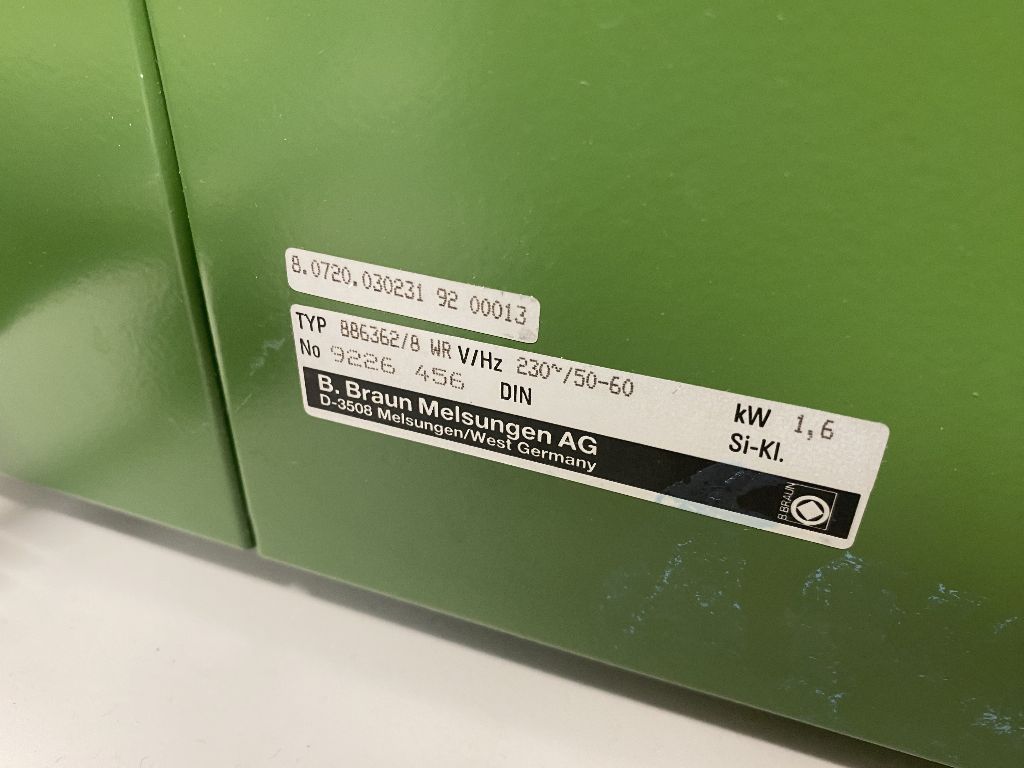 8.0720.030231 92 00013
TYP 886362/8 WR V/Hz 230~/50-60 kW 1,6
No 9226 456 DIN Si-Kl.
B. Braun Melsungen AG
D-3508 Melsungen/West Germany
B.BRAUN